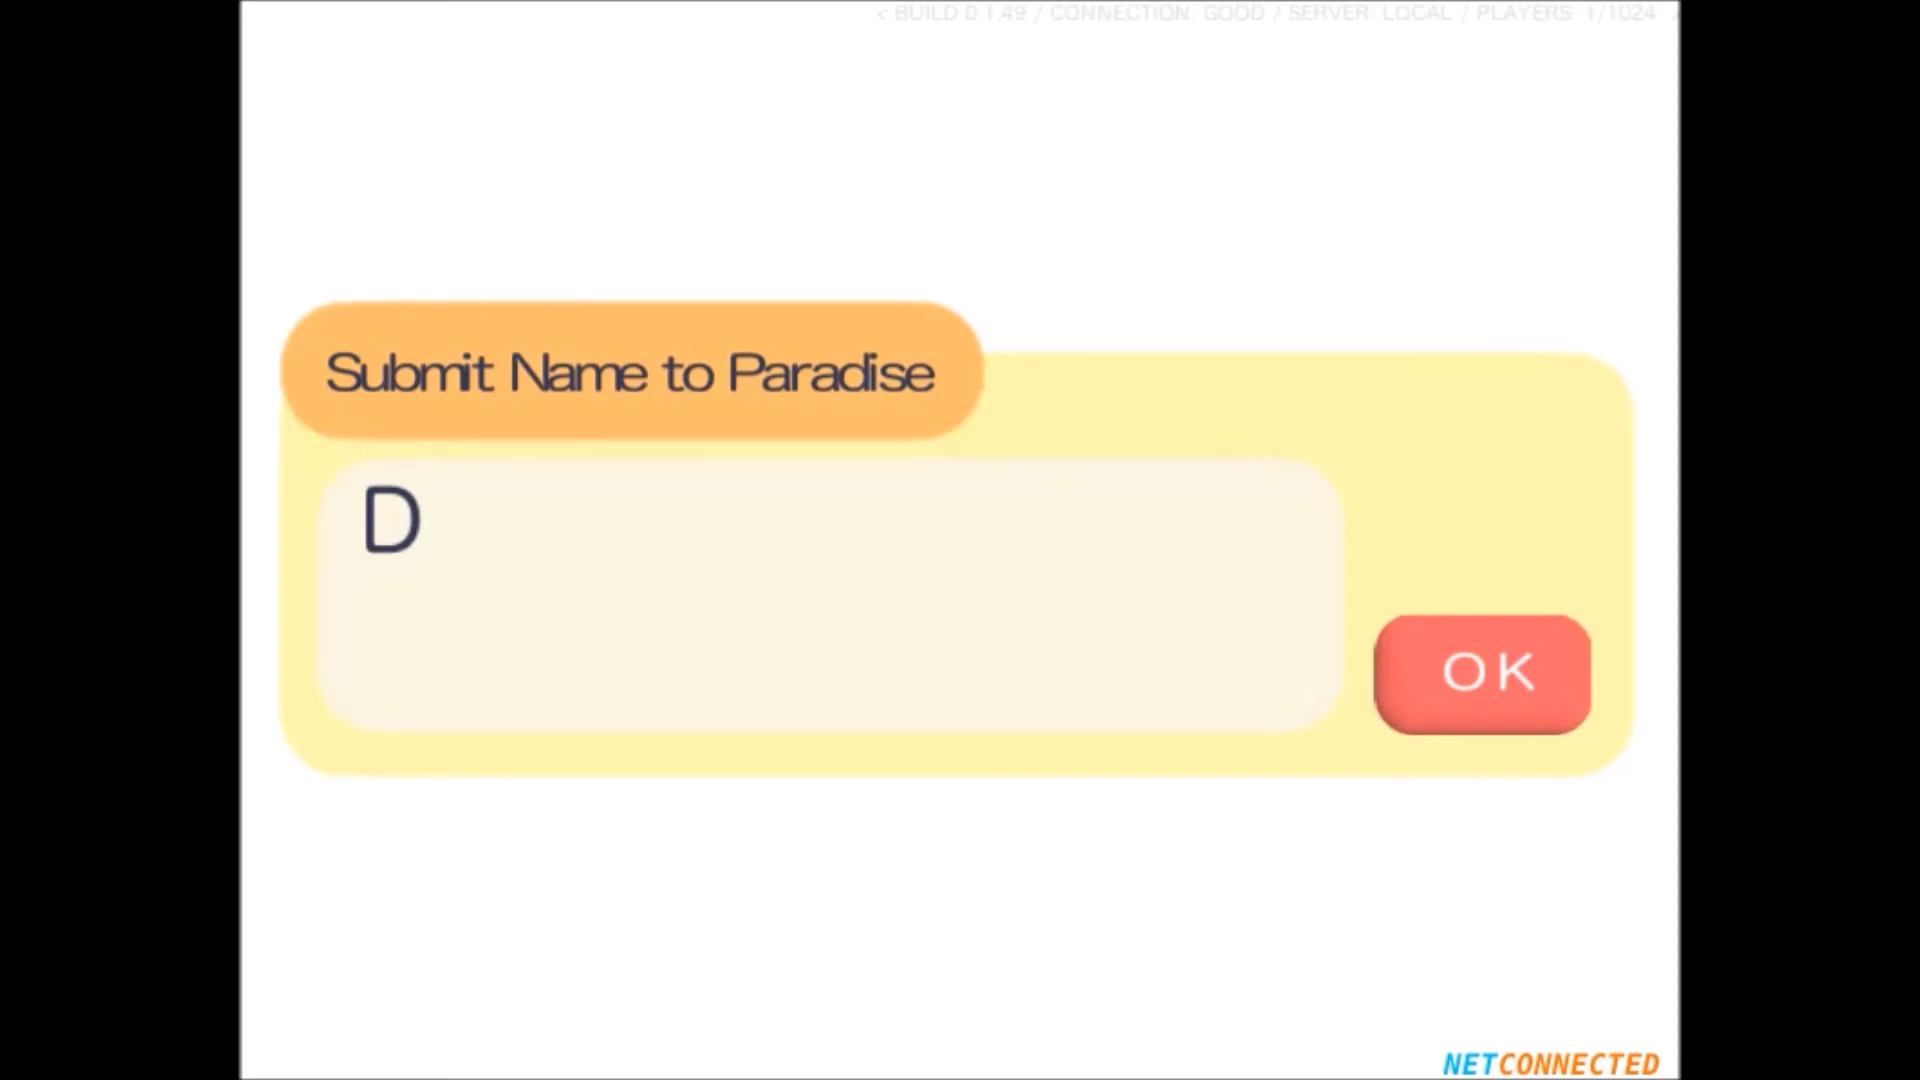 < BUILD 0.1.49 / CONNECTION: GOOD / SERVER: LOCAL / PLAYERS: 1/1024
Submit Name to Paradise
D
OK
NETCONNECTED